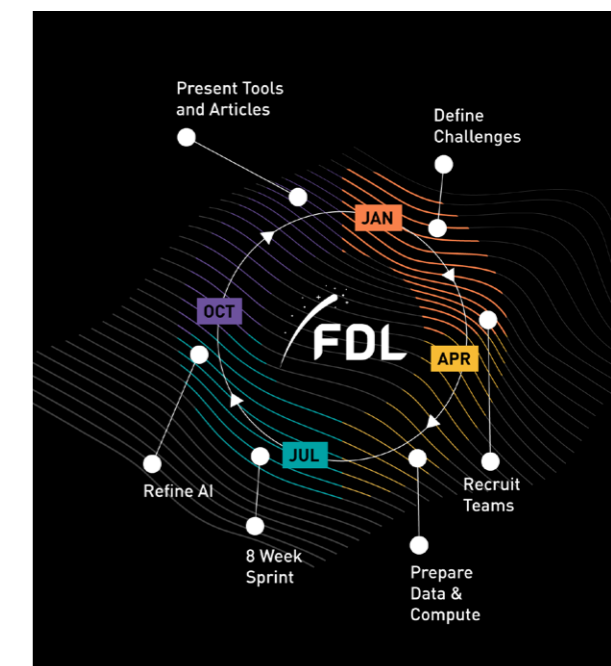 Present Tools
and Articles
Define
Challenges
JAN
OCT
FDL
APR
JUL
Refine AI
Recruit
Teams
8 Week
Sprint
Prepare
Data &
Compute